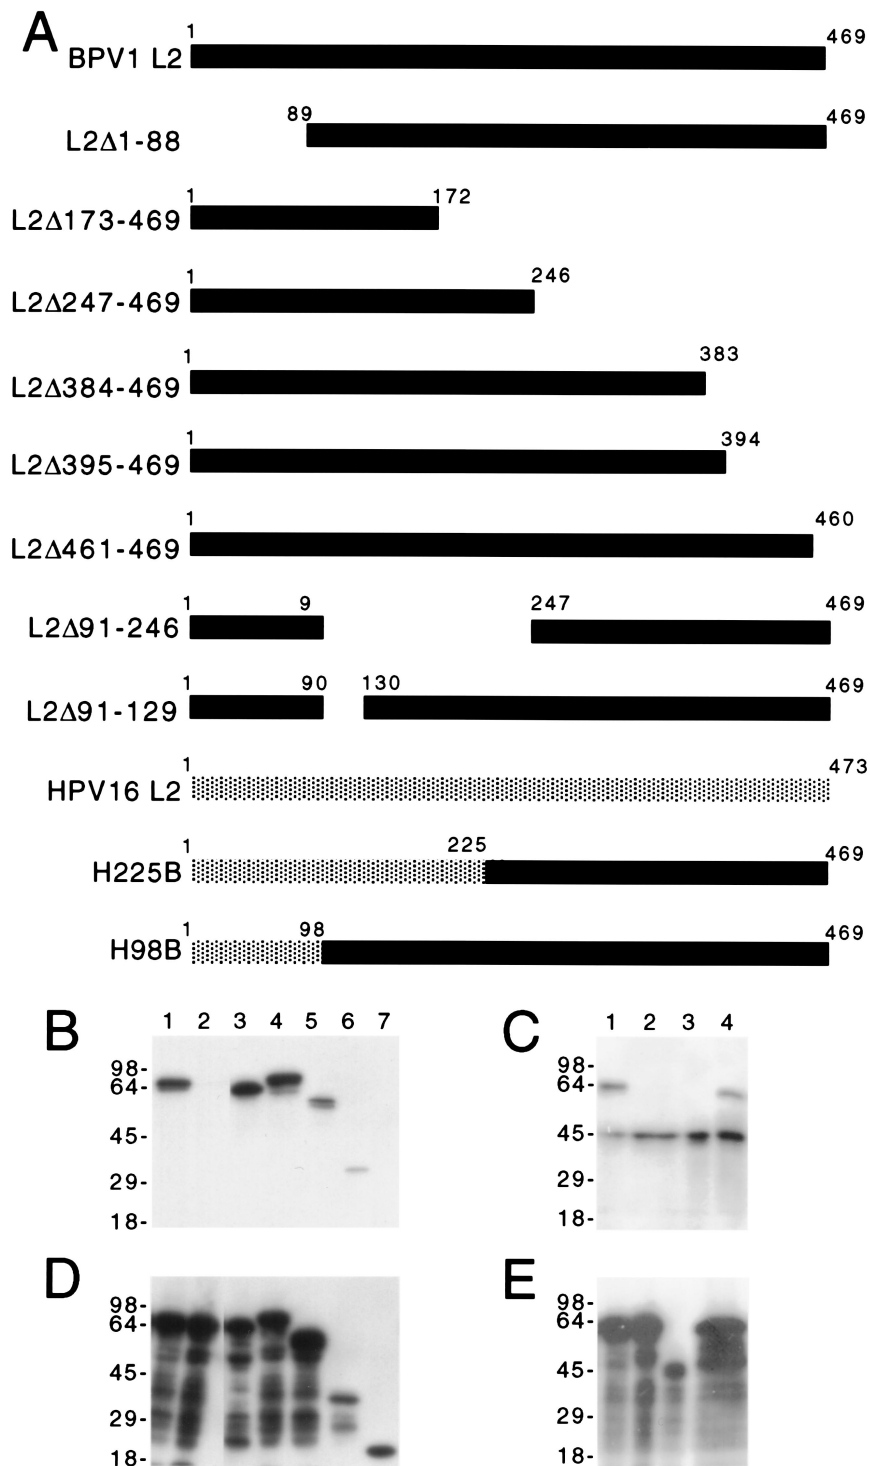 A
1 469
BPV1 L2
89 469
L2Δ1-88
1 172
L2Δ173-469
1 246
L2Δ247-469
1 383
L2Δ384-469
1 394
L2Δ395-469
1 460
L2Δ461-469
1 9 247 469
L2Δ91-246
1 90 130 469
L2Δ91-129
1 473
HPV16 L2
1 225 469
H225B
1 98 469
H98B
B 1 2 3 4 5 6 7
98-
64-
45-
29-
18-
C 1 2 3 4
98-
64-
45-
29-
18-
D
98-
64-
45-
29-
18-
E
98-
64-
45-
29-
18-